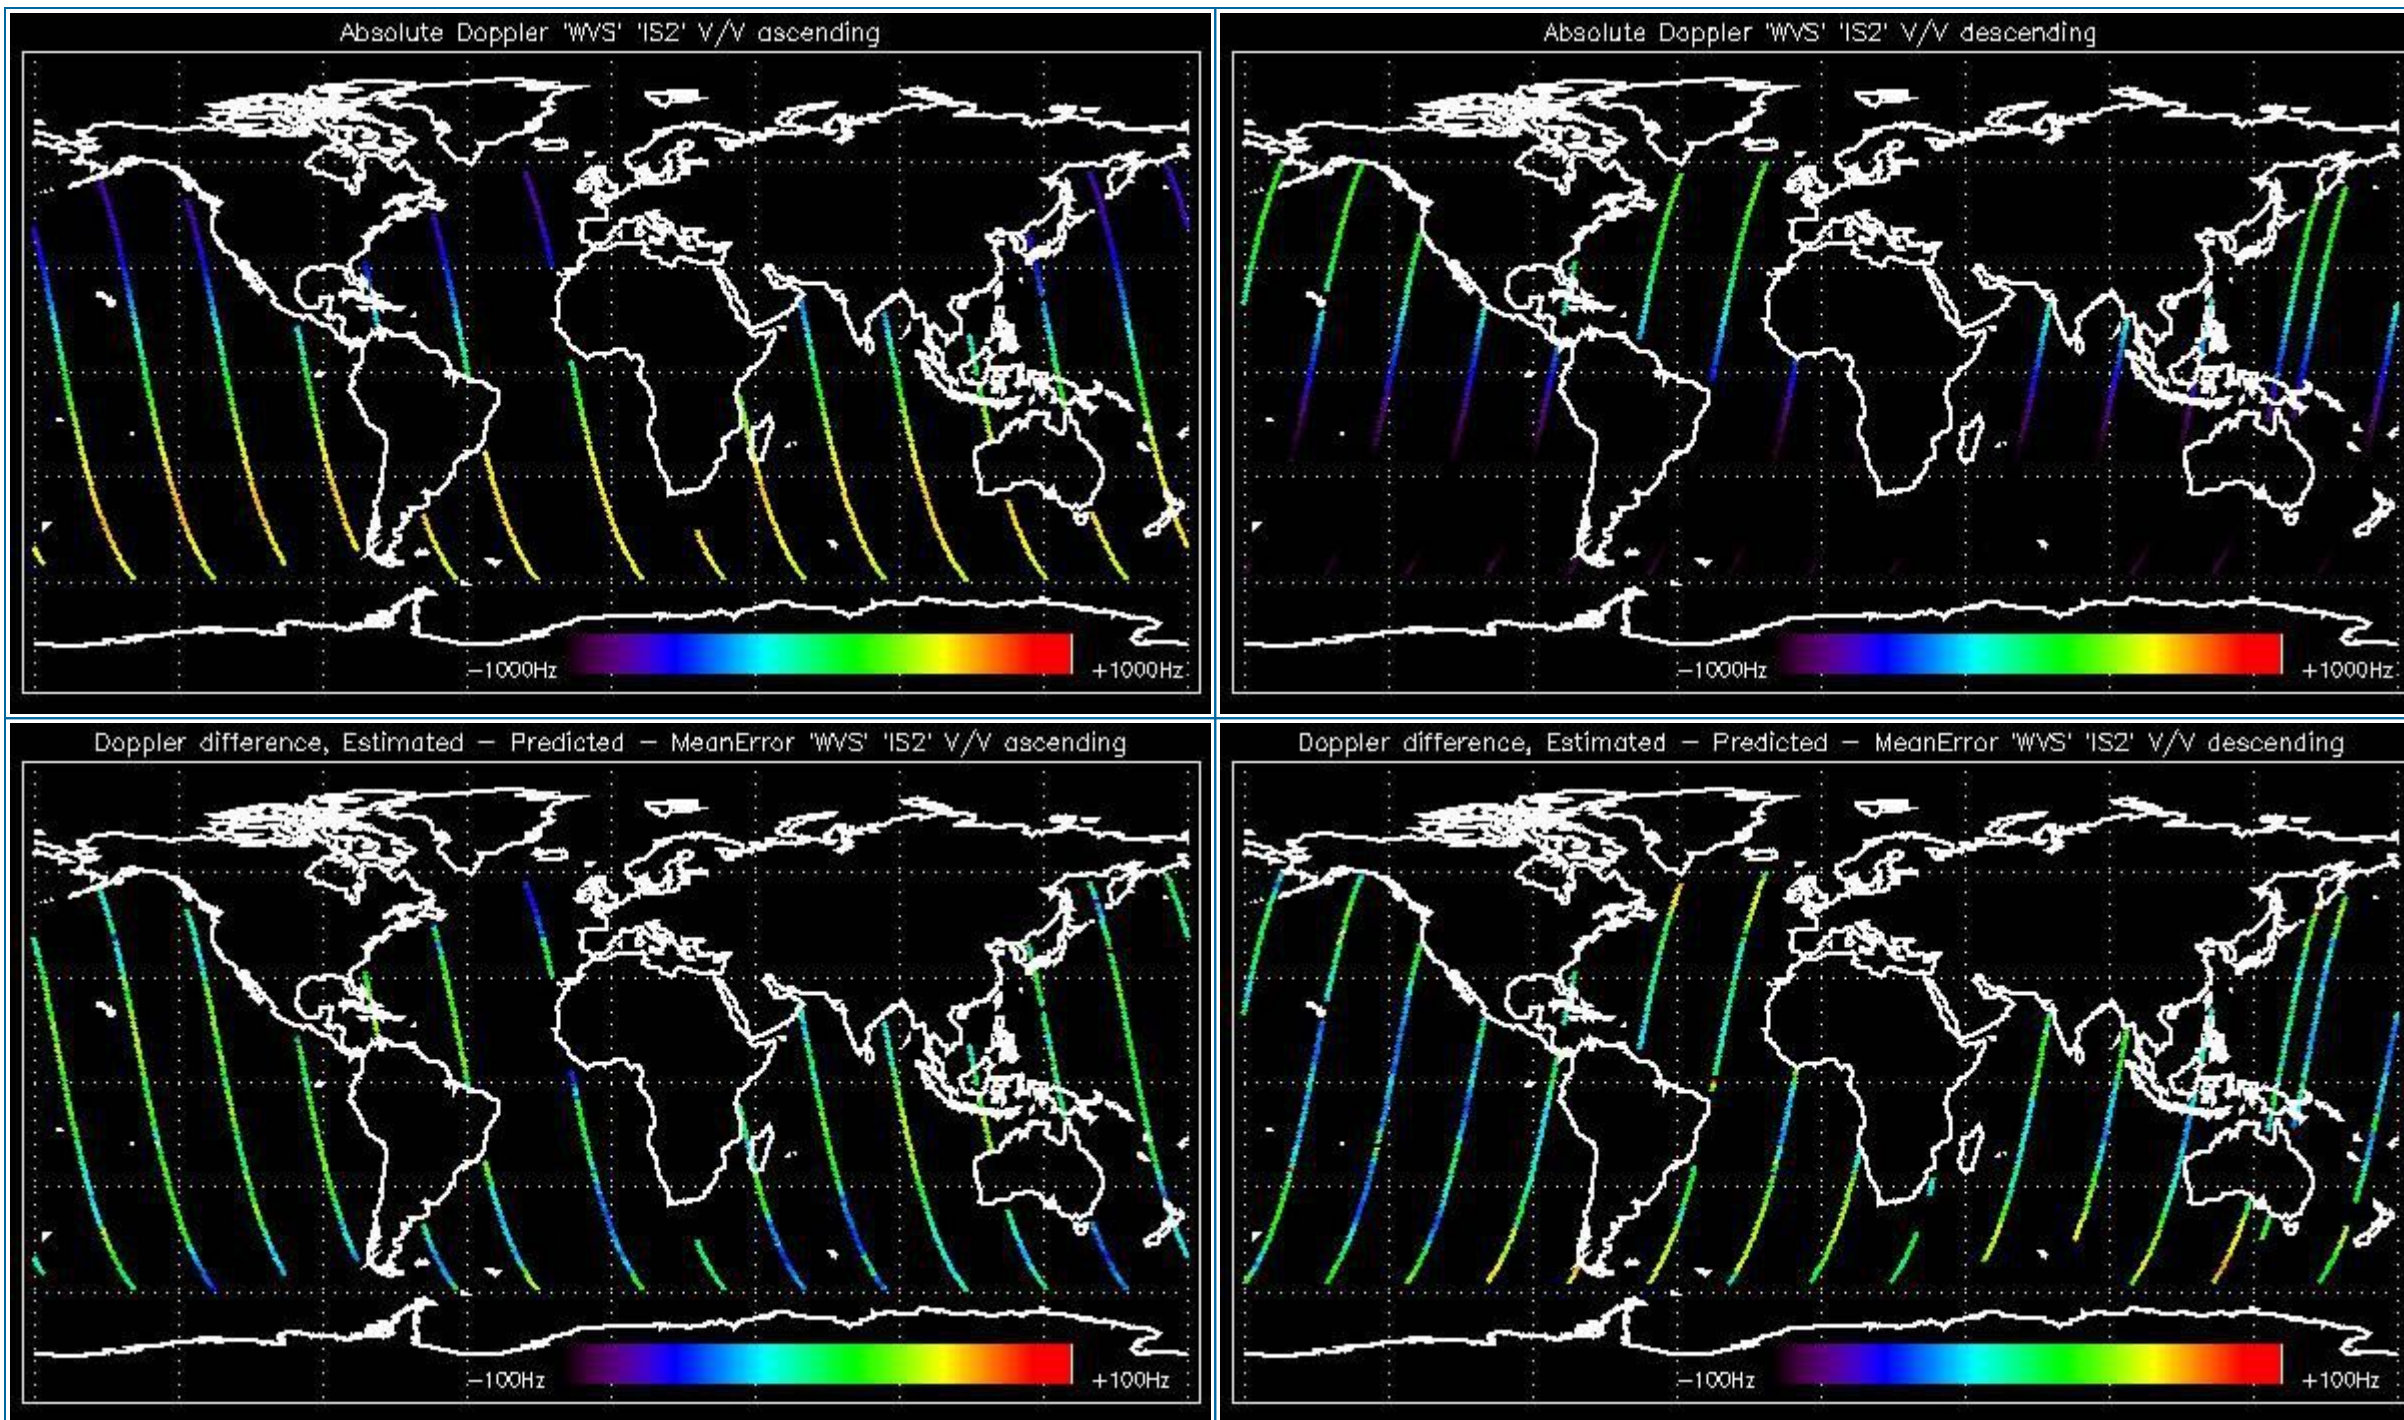 Absolute Doppler 'WVS' 'IS2' V/V ascending
-1000Hz
+1000Hz
Absolute Doppler 'WVS' 'IS2' V/V descending
-1000Hz
+1000Hz
Doppler difference, Estimated - Predicted - MeanError 'WVS' 'IS2' V/V ascending
-100Hz
+100Hz
Doppler difference, Estimated - Predicted - MeanError 'WVS' 'IS2' V/V descending
-100Hz
+100Hz